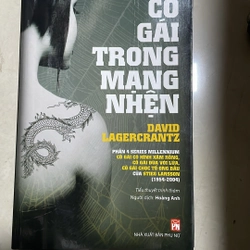 CÔ
GÁI
TRONG
MẠNG
NHỆN
DAVID
LAGERCRANTZ
PHẦN 4 SERIES MILLENNIUM
CÔ GÁI CÓ HÌNH XĂM RỒNG,
CÔ GÁI ĐÙA VỚI LỬA,
CÔ GÁI CHỌC TỔ ONG BẦU
CỦA STIEG LARSSON
(1954-2004)
Tiểu thuyết trinh thám
Người dịch: Hoàng Anh
NHÀ XUẤT BẢN PHỤ NỮ